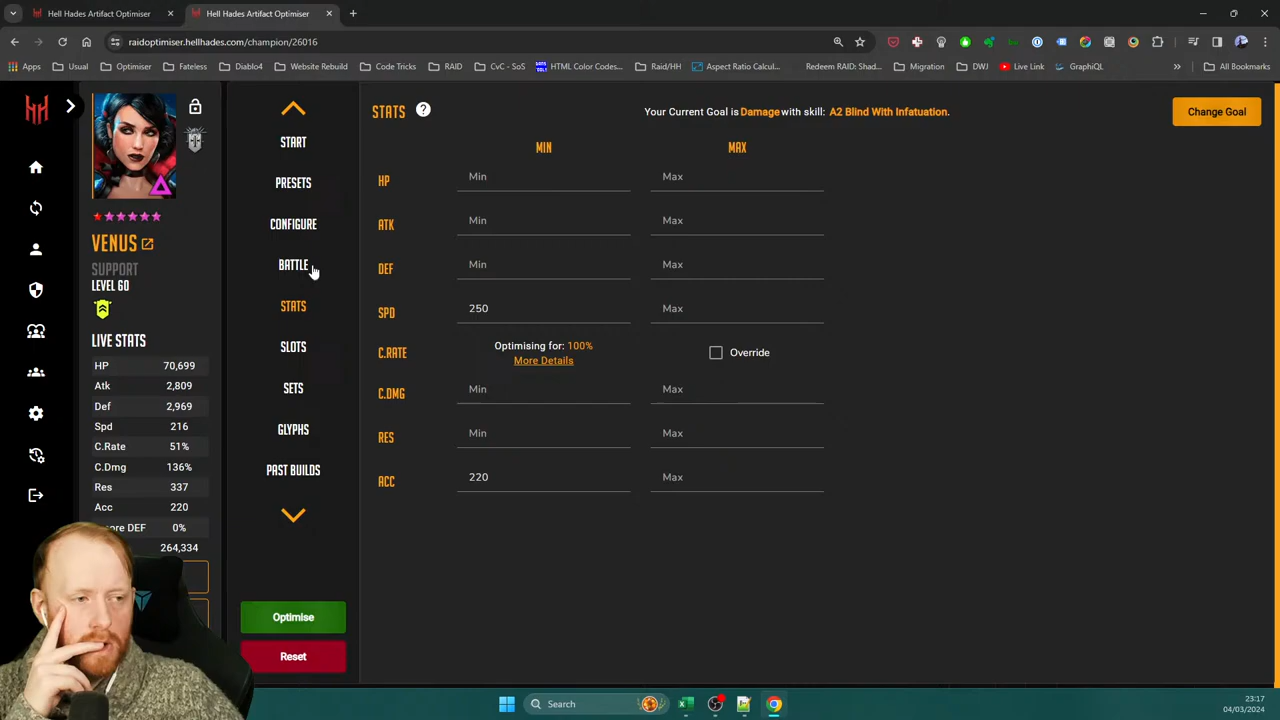 Hell Hades Artifact Optimiser
Hell Hades Artifact Optimiser
raidoptimiser.hellhades.com/champion/26016
Apps
Usual
Optimiser
Fateless
Diablo4
Website Rebuild
Code Tricks
RAID
CvC - SoS
HTML Color Codes...
Raid/HH
Aspect Ratio Calcul...
Redeem RAID: Shad...
Migration
DWJ
Live Link
GraphiQL
All Bookmarks
VENUS
SUPPORT
LEVEL 60
LIVE STATS
HP 70,699
Atk 2,809
Def 2,969
Spd 216
C.Rate 51%
C.Dmg 136%
Res 337
Acc 220
ore DEF 0%
264,334
START
PRESETS
CONFIGURE
BATTLE
STATS
SLOTS
SETS
GLYPHS
PAST BUILDS
Optimise
Reset
STATS ?
Your Current Goal is Damage with skill: A2 Blind With Infatuation.
Change Goal
MIN MAX
HP Min Max
ATK Min Max
DEF Min Max
SPD 250 Max
C.RATE Optimising for: 100% Override
More Details
C.DMG Min Max
RES Min Max
ACC 220 Max
Search
23:17
04/03/2024